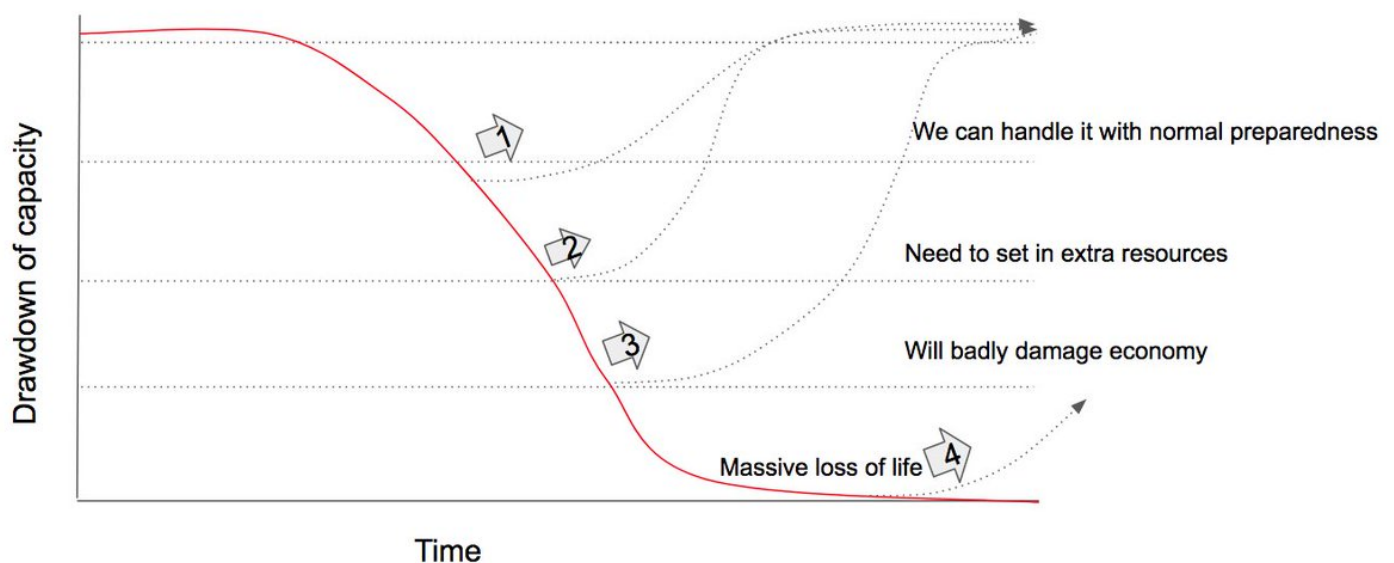 Drawdown of capacity
1
We can handle it with normal preparedness
2
Need to set in extra resources
3
Will badly damage economy
4
Massive loss of life
Time